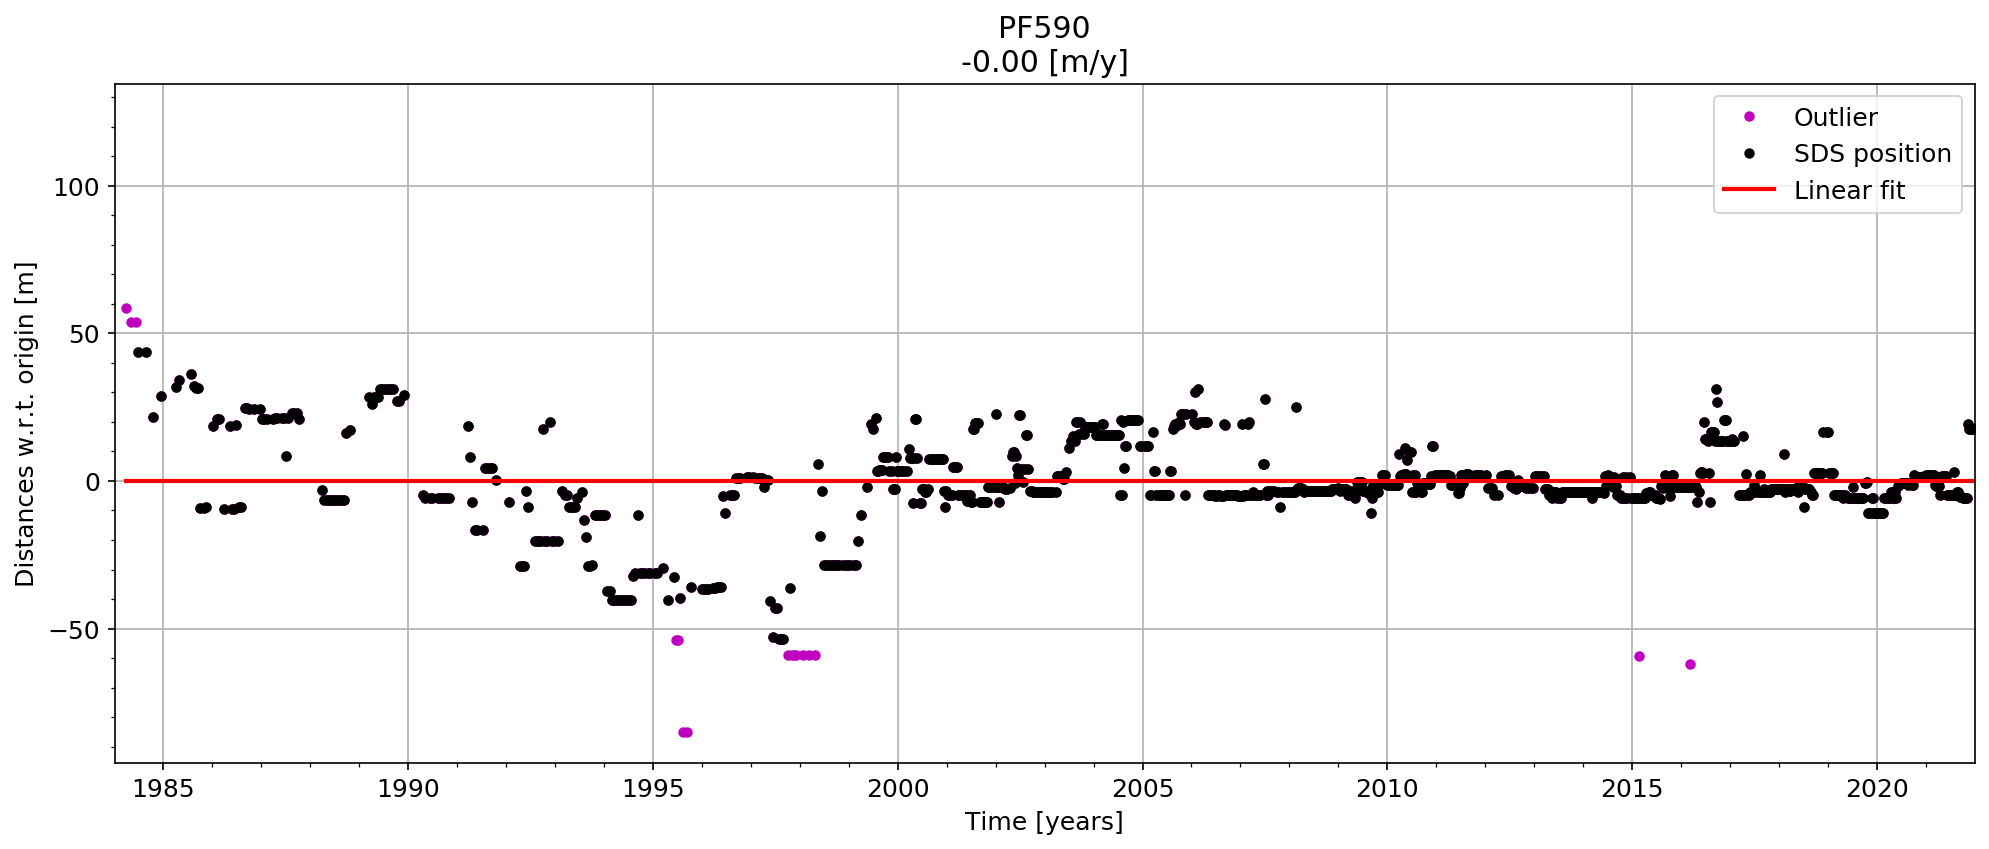 PF590
-0.00 [m/y]
Outlier
SDS position
Linear fit
Distances w.r.t. origin [m]
100
50
0
−50
1985 1990 1995 2000 2005 2010 2015 2020
Time [years]